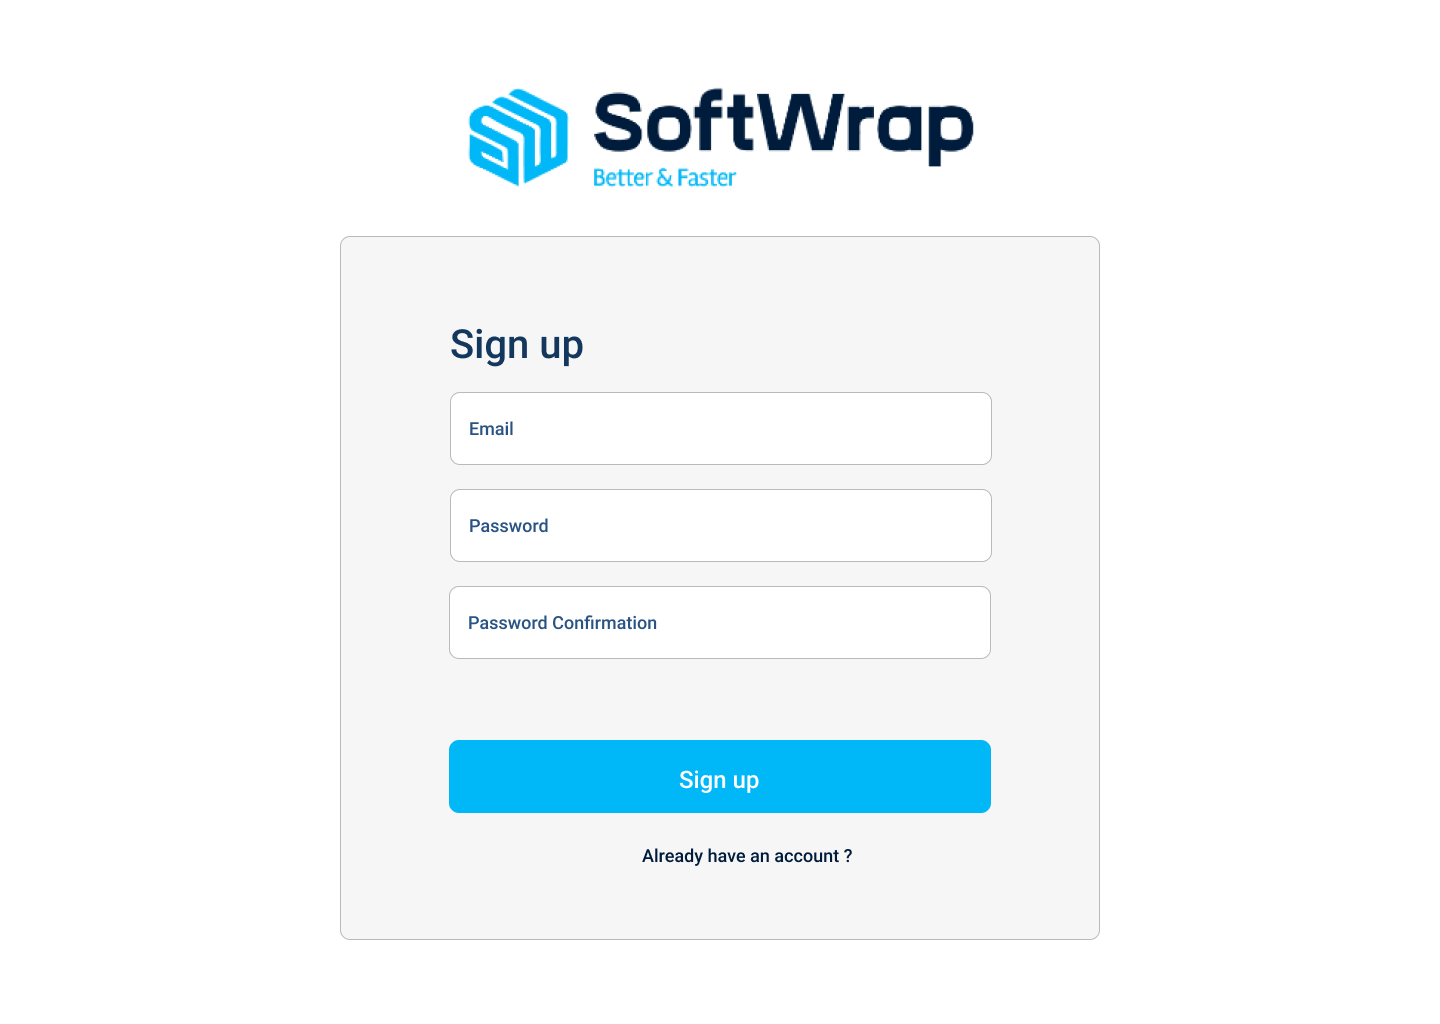 SoftWrap
Better & Faster
Sign up
Email
Password
Password Confirmation
Sign up
Already have an account ?